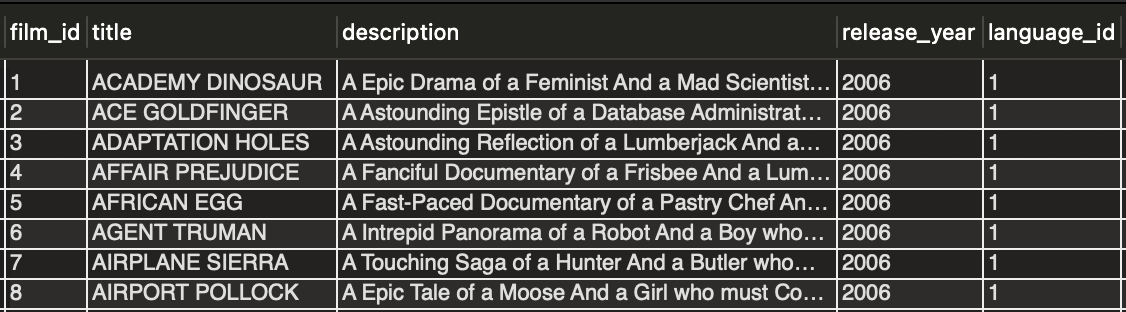 film_id title description release_year language_id
1 ACADEMY DINOSAUR A Epic Drama of a Feminist And a Mad Scientist... 2006 1
2 ACE GOLDFINGER A Astounding Epistle of a Database Administrat... 2006 1
3 ADAPTATION HOLES A Astounding Reflection of a Lumberjack And a... 2006 1
4 AFFAIR PREJUDICE A Fanciful Documentary of a Frisbee And a Lum... 2006 1
5 AFRICAN EGG A Fast-Paced Documentary of a Pastry Chef An... 2006 1
6 AGENT TRUMAN A Intrepid Panorama of a Robot And a Boy who... 2006 1
7 AIRPLANE SIERRA A Touching Saga of a Hunter And a Butler who... 2006 1
8 AIRPORT POLLOCK A Epic Tale of a Moose And a Girl who must Co... 2006 1